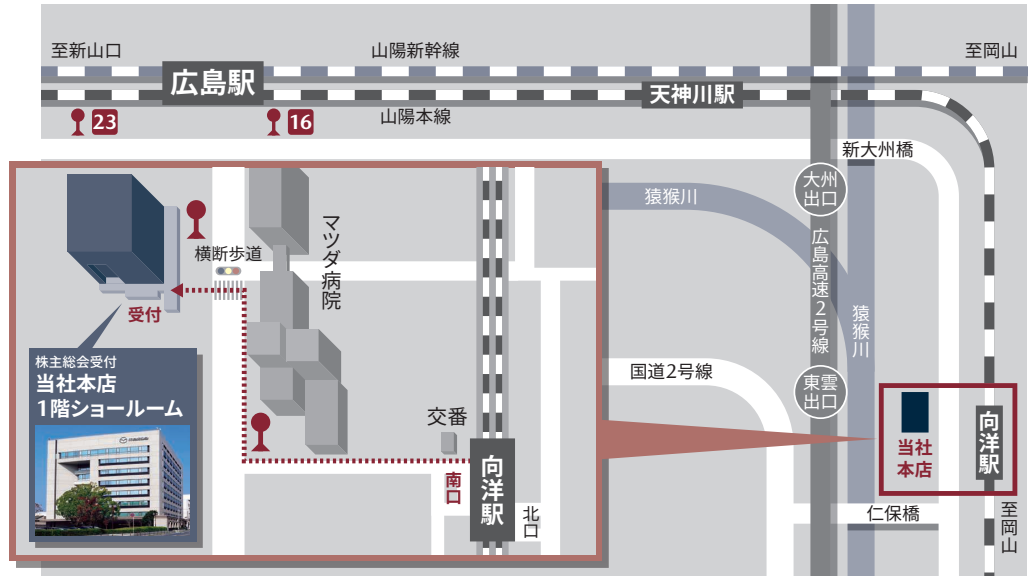 至新山口
山陽新幹線
至岡山
広島駅
天神川駅
23
16
山陽本線
新大州橋
大州
出口
猿猴川
広島高速2号線
猿猴川
国道2号線
東雲
出口
当社
本店
向洋駅
仁保橋
至岡山
横断歩道
マツダ病院
受付
株主総会受付
当社本店
1階ショールーム
mazda
交番
南口
向洋駅
北口